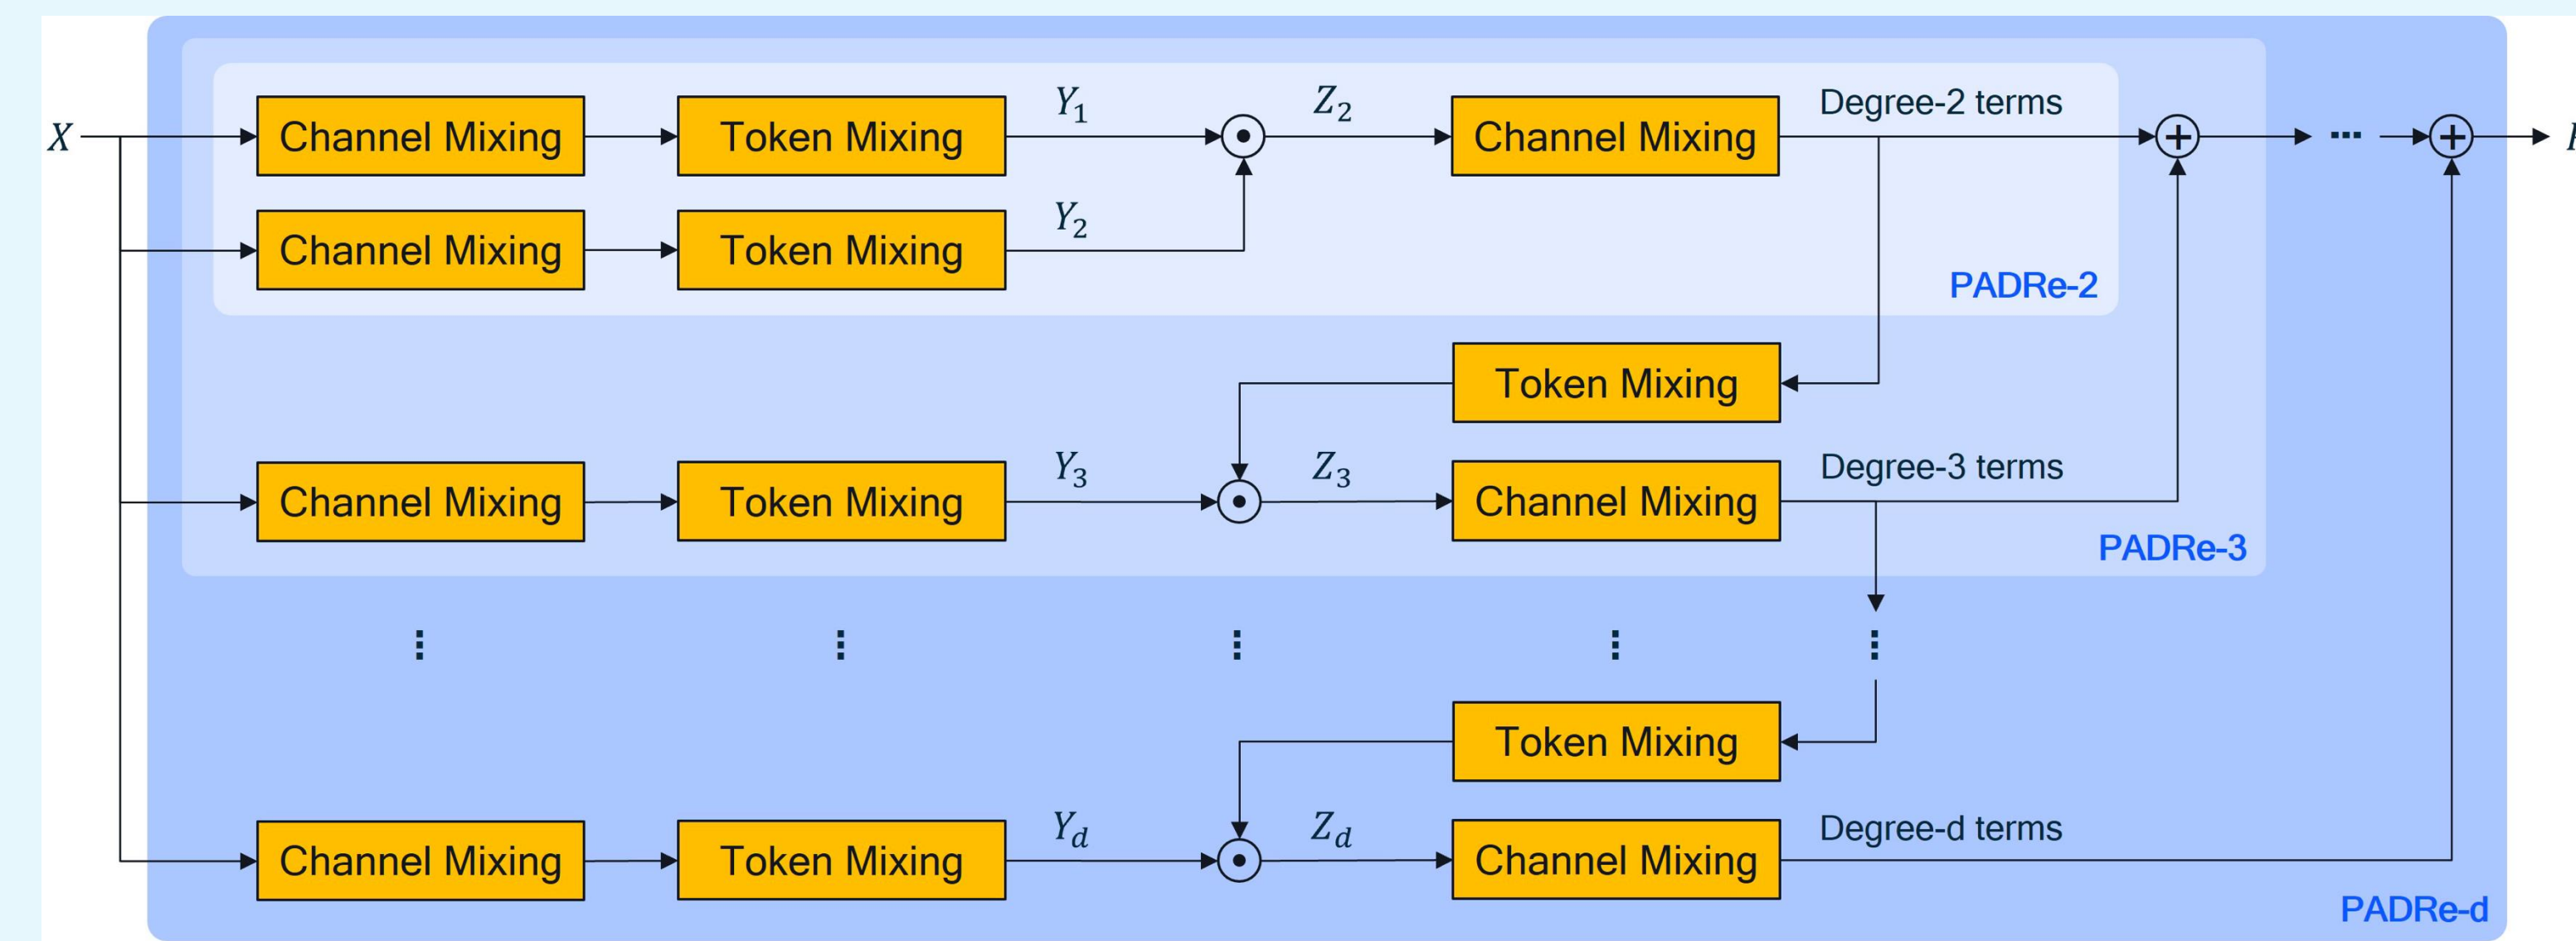 Y₁ Z₂ Degree-2 terms
X Channel Mixing Token Mixing Channel Mixing + ... +
Y₂
Channel Mixing Token Mixing
PADRe-2
Token Mixing
Y₃ Z₃ Degree-3 terms
Channel Mixing Token Mixing Channel Mixing
PADRe-3
Token Mixing
Y_d Z_d Degree-d terms
Channel Mixing Token Mixing Channel Mixing
PADRe-d